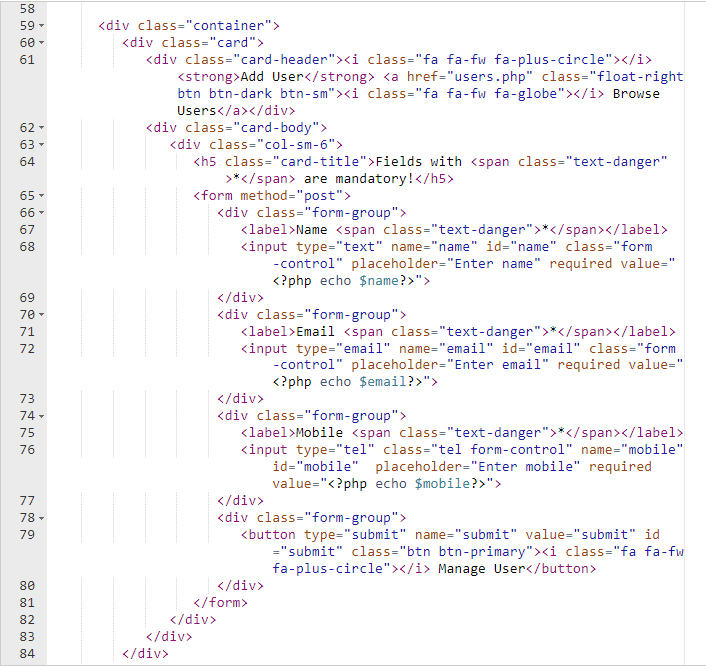 58
59 <div class="container">
60 <div class="card">
61 <div class="card-header"><i class="fa fa-fw fa-plus-circle"></i>
<strong>Add User</strong> <a href="users.php" class="float-right
btn btn-dark btn-sm"><i class="fa fa-fw fa-globe"></i> Browse
Users</a></div>
62 <div class="card-body">
63 <div class="col-sm-6">
64 <h5 class="card-title">Fields with <span class="text-danger"
>*</span> are mandatory!</h5>
65 <form method="post">
66 <div class="form-group">
67 <label>Name <span class="text-danger">*</span></label>
68 <input type="text" name="name" id="name" class="form
-control" placeholder="Enter name" required value="
<?php echo $name?>">
69 </div>
70 <div class="form-group">
71 <label>Email <span class="text-danger">*</span></label>
72 <input type="email" name="email" id="email" class="form
-control" placeholder="Enter email" required value="
<?php echo $email?>">
73 </div>
74 <div class="form-group">
75 <label>Mobile <span class="text-danger">*</span></label>
76 <input type="tel" class="tel form-control" name="mobile"
id="mobile"  placeholder="Enter mobile" required
value="<?php echo $mobile?>">
77 </div>
78 <div class="form-group">
79 <button type="submit" name="submit" value="submit" id
="submit" class="btn btn-primary"><i class="fa fa-fw
fa-plus-circle"></i> Manage User</button>
80 </div>
81 </form>
82 </div>
83 </div>
84 </div>